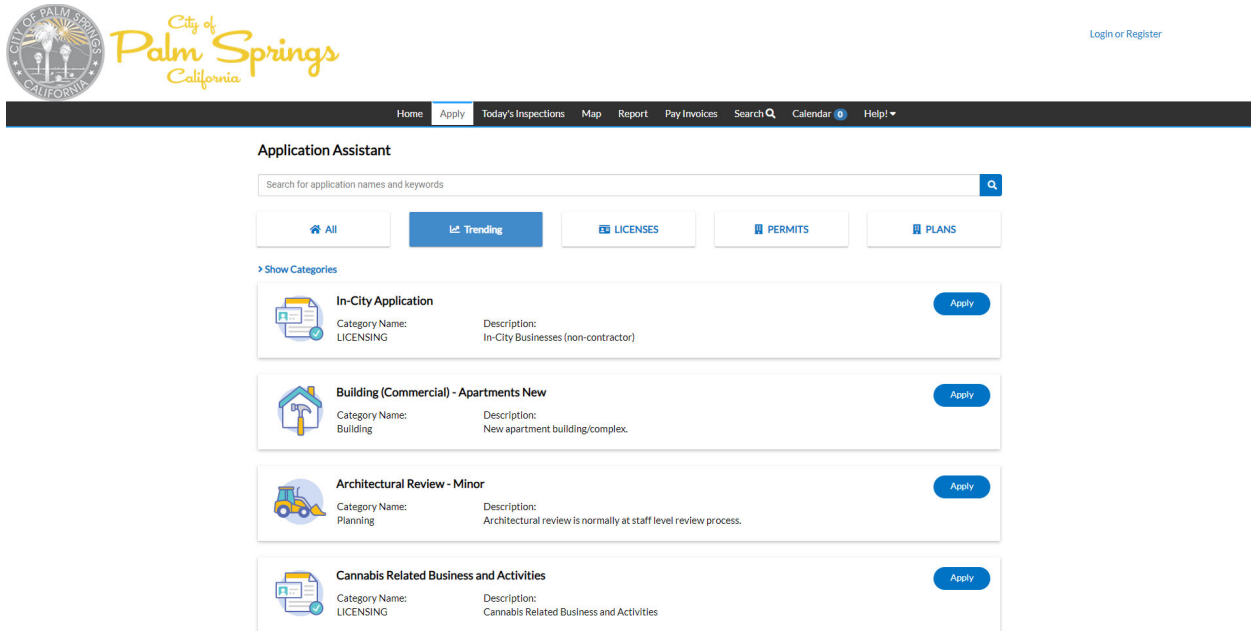 CITY OF PALM SPRINGS
CALIFORNIA
City of
Palm Springs
California
Login or Register
Home Apply Today's Inspections Map Report Pay Invoices Search Calendar 0 Help!
Application Assistant
Search for application names and keywords
All Trending LICENSES PERMITS PLANS
Show Categories
In-City Application
Apply
Category Name: Description:
LICENSING In-City Businesses (non-contractor)
Building (Commercial) - Apartments New
Apply
Category Name: Description:
Building New apartment building/complex.
Architectural Review - Minor
Apply
Category Name: Description:
Planning Architectural review is normally at staff level review process.
Cannabis Related Business and Activities
Apply
Category Name: Description:
LICENSING Cannabis Related Business and Activities